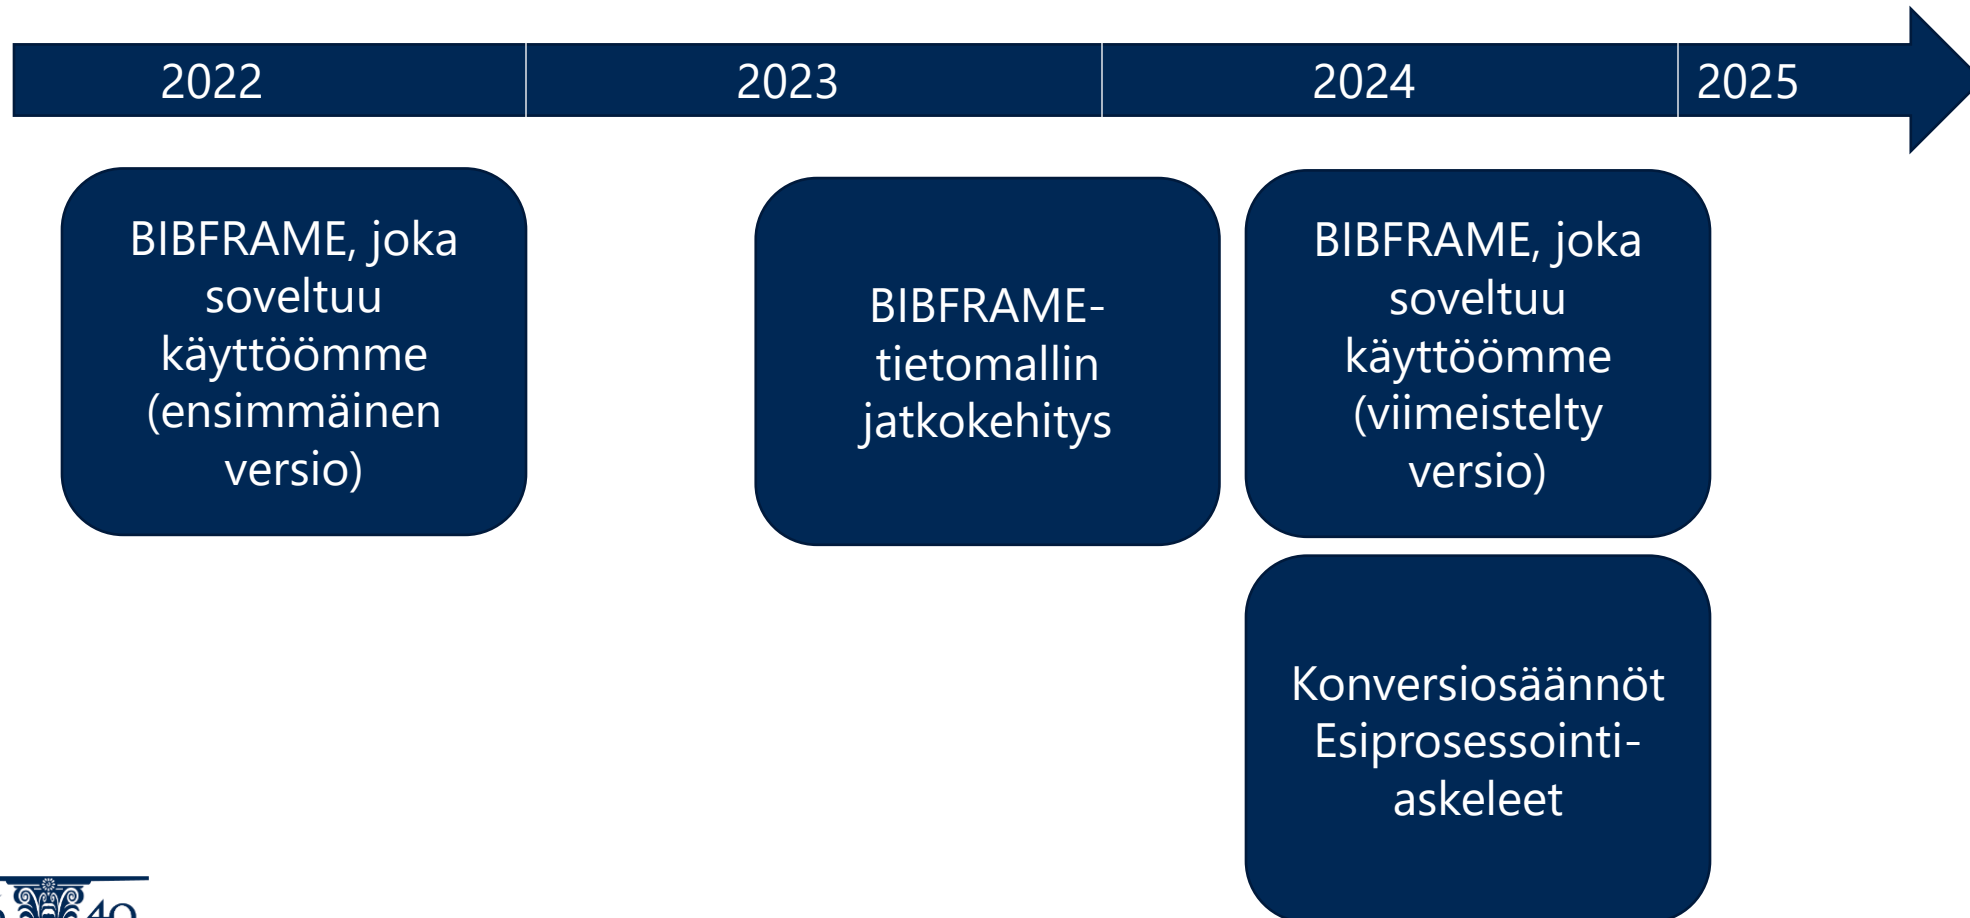 2022
2023
2024
2025
BIBFRAME, joka
soveltuu
käyttöömme
(ensimmäinen
versio)
BIBFRAME-
tietomallin
jatkokehitys
BIBFRAME, joka
soveltuu
käyttöömme
(viimeistelty
versio)
Konversiosäännöt
Esiprosessointi-
askeleet